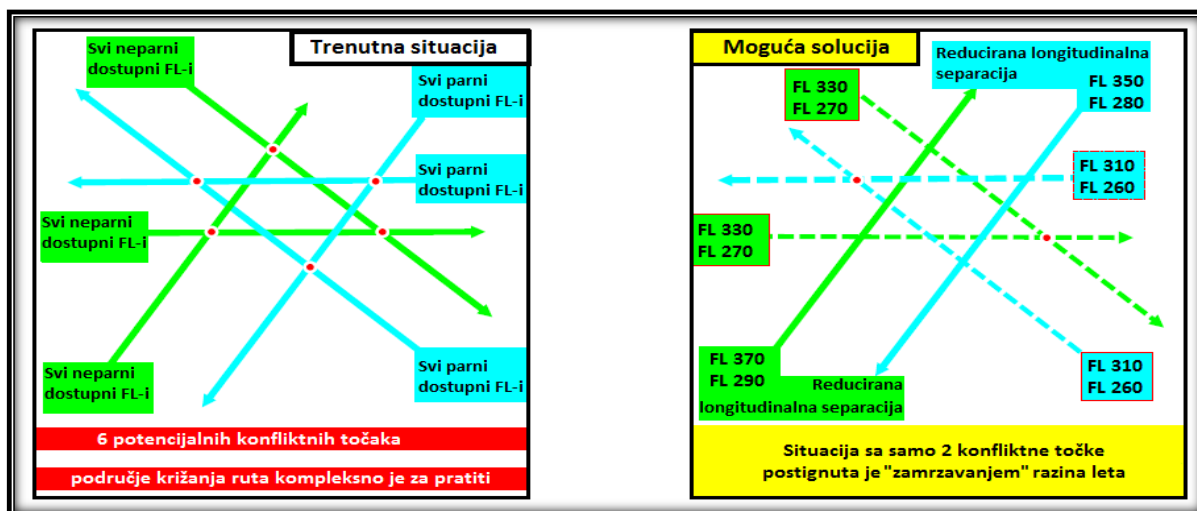 Trenutna situacija
Svi neparni
dostupni FL-i
Svi parni
dostupni FL-i
Svi parni
dostupni FL-i
Svi neparni
dostupni FL-i
Svi neparni
dostupni FL-i
Svi parni
dostupni FL-i
6 potencijalnih konfliktnih točaka
područje križanja ruta kompleksno je za pratiti
Moguća solucija
Reducirana longitudinalna
separacija
FL 350
FL 280
FL 330
FL 270
FL 310
FL 260
FL 330
FL 270
FL 370
FL 290
Reducirana
longitudinalna separacija
FL 310
FL 260
Situacija sa samo 2 konfliktne točke
postignuta je "zamrzavanjem" razina leta